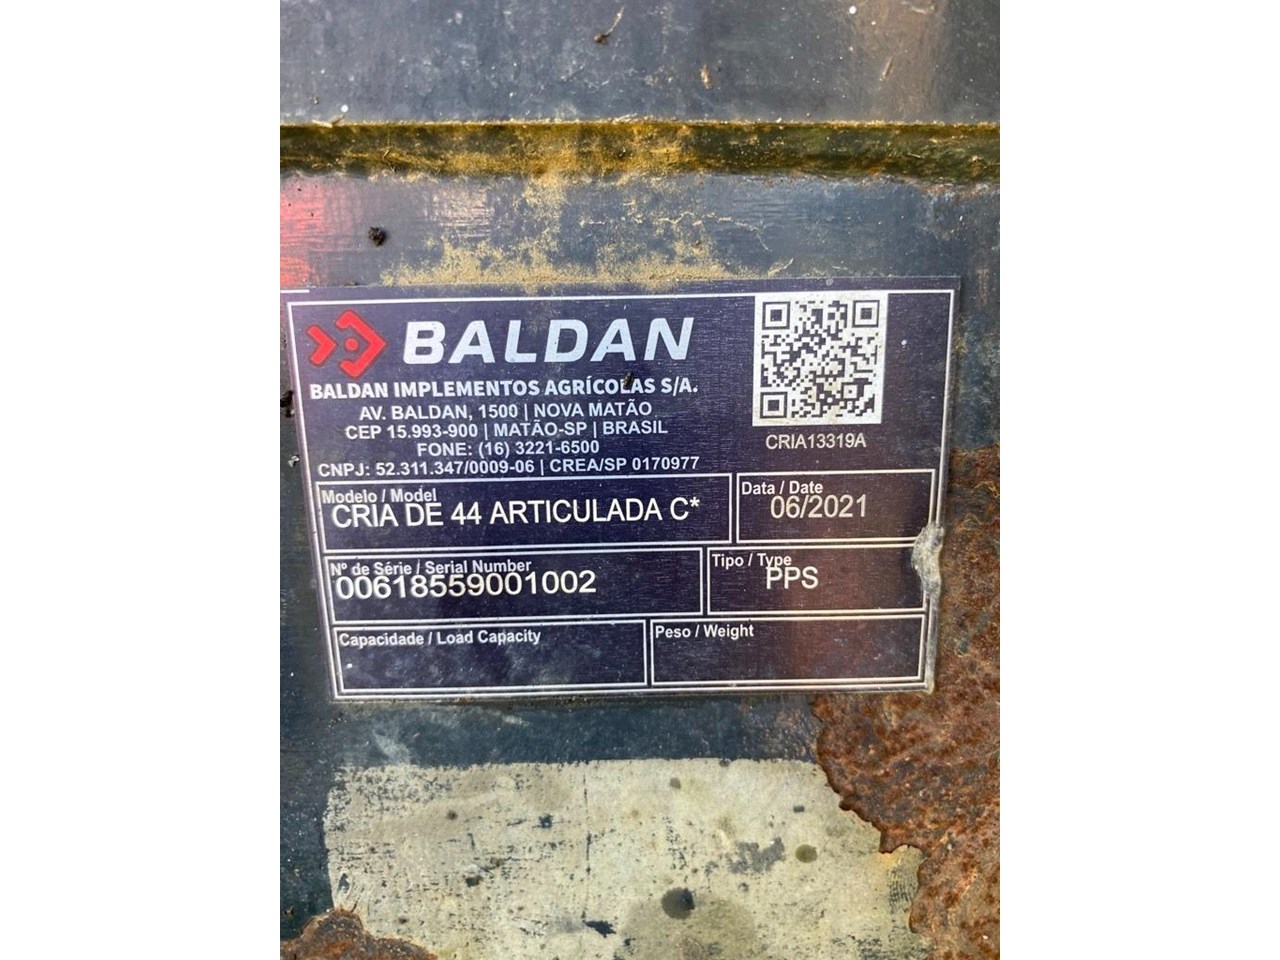 BALDAN
BALDAN IMPLEMENTOS AGRÍCOLAS S/A.
AV. BALDAN, 1500 | NOVA MATÃO
CEP 15.993-900 | MATÃO-SP | BRASIL
FONE: (16) 3221-6500
CNPJ: 52.311.347/0009-06 | CREA/SP 0170977
CRIA13319A
Modelo / Model
CRIA DE 44 ARTICULADA C*
Data / Date
06/2021
Nº de Série / Serial Number
00618559001002
Tipo / Type
PPS
Capacidade / Load Capacity
Peso / Weight